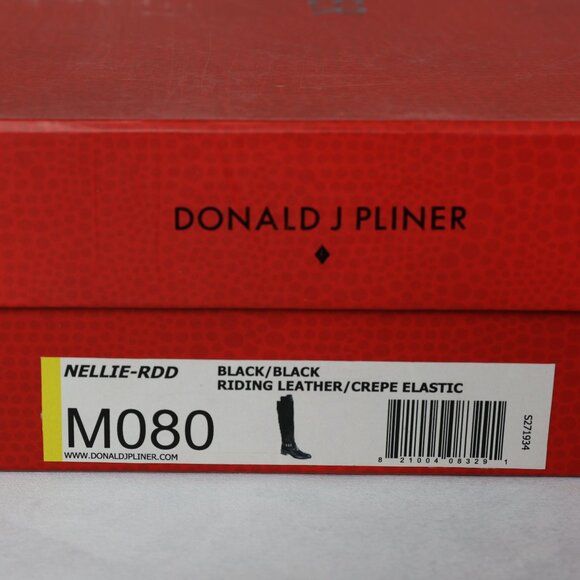 DONALD J PLINER
NELLIE-RDD
BLACK/BLACK
RIDING LEATHER/CREPE ELASTIC
M080
WWW.DONALDJPLINER.COM
8 21004 08329 1
S271934